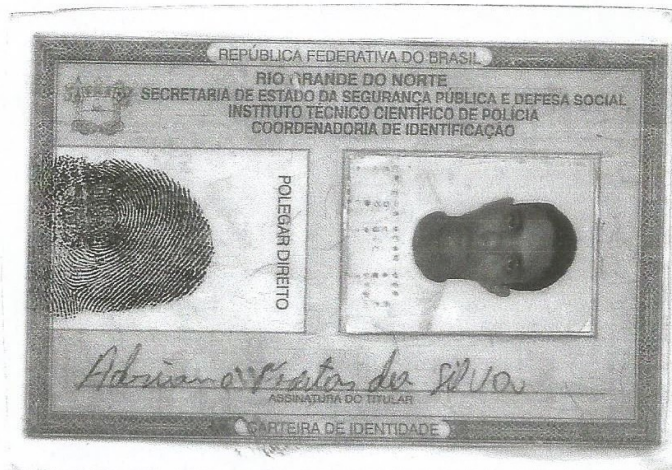 REPÚBLICA FEDERATIVA DO BRASIL
RIO GRANDE DO NORTE
SECRETARIA DE ESTADO DA SEGURANÇA PÚBLICA E DEFESA SOCIAL
INSTITUTO TÉCNICO CIENTÍFICO DE POLÍCIA
COORDENADORIA DE IDENTIFICAÇÃO
POLEGAR DIREITO
Adriano da Silva
ASSINATURA DO TITULAR
CARTEIRA DE IDENTIDADE